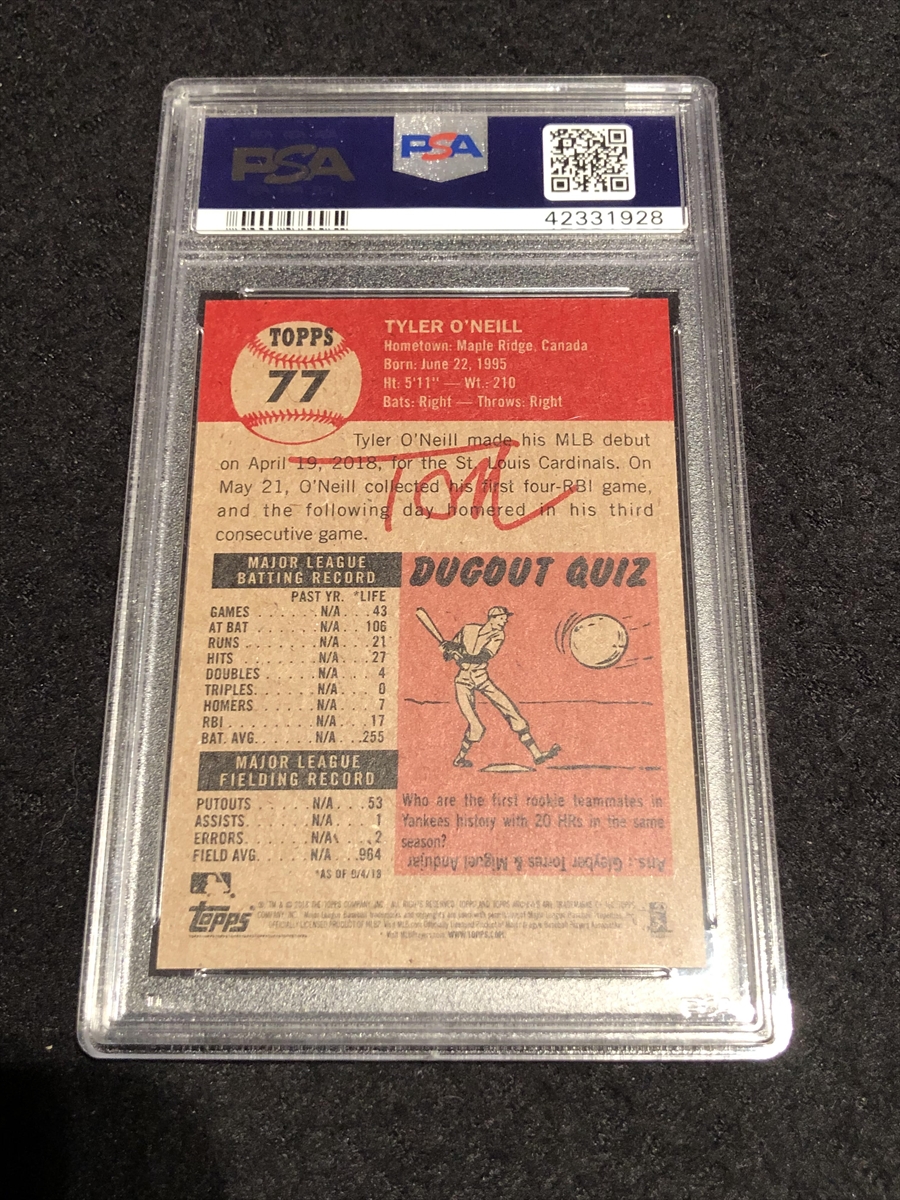 PSA PSA
42331928
TOPPS
77
TYLER O'NEILL
Hometown: Maple Ridge, Canada
Born: June 22, 1995
Ht: 5'11" — Wt.: 210
Bats: Right — Throws: Right
Tyler O'Neill made his MLB debut
on April 19, 2018, for the St. Louis Cardinals. On
May 21, O'Neill collected his first four-RBI game,
and the following day homered in his third
consecutive game.
MAJOR LEAGUE
BATTING RECORD
PAST YR. *LIFE
GAMES . . . . . . . N/A . . . 43
AT BAT . . . . . . . N/A . . . 106
RUNS . . . . . . . N/A . . . 21
HITS . . . . . . . N/A . . . 27
DOUBLES . . . . . . . N/A . . . 4
TRIPLES . . . . . . . N/A . . . 0
HOMERS . . . . . . . N/A . . . 7
RBI . . . . . . . N/A . . . 17
BAT. AVG. . . . . . . N/A . . . .255
MAJOR LEAGUE
FIELDING RECORD
PUTOUTS . . . . . . . N/A . . . 53
ASSISTS . . . . . . . N/A . . . 1
ERRORS . . . . . . . N/A . . . 2
FIELD AVG. . . . . . . N/A . . . .964
*AS OF 9/4/18
DUGOUT QUIZ
Who are the first rookie teammates in
Yankees history with 20 HRs in the same
season?
Ans.: Gleyber Torres & Miguel Andujar
Topps
WWW.TOPPS.COM